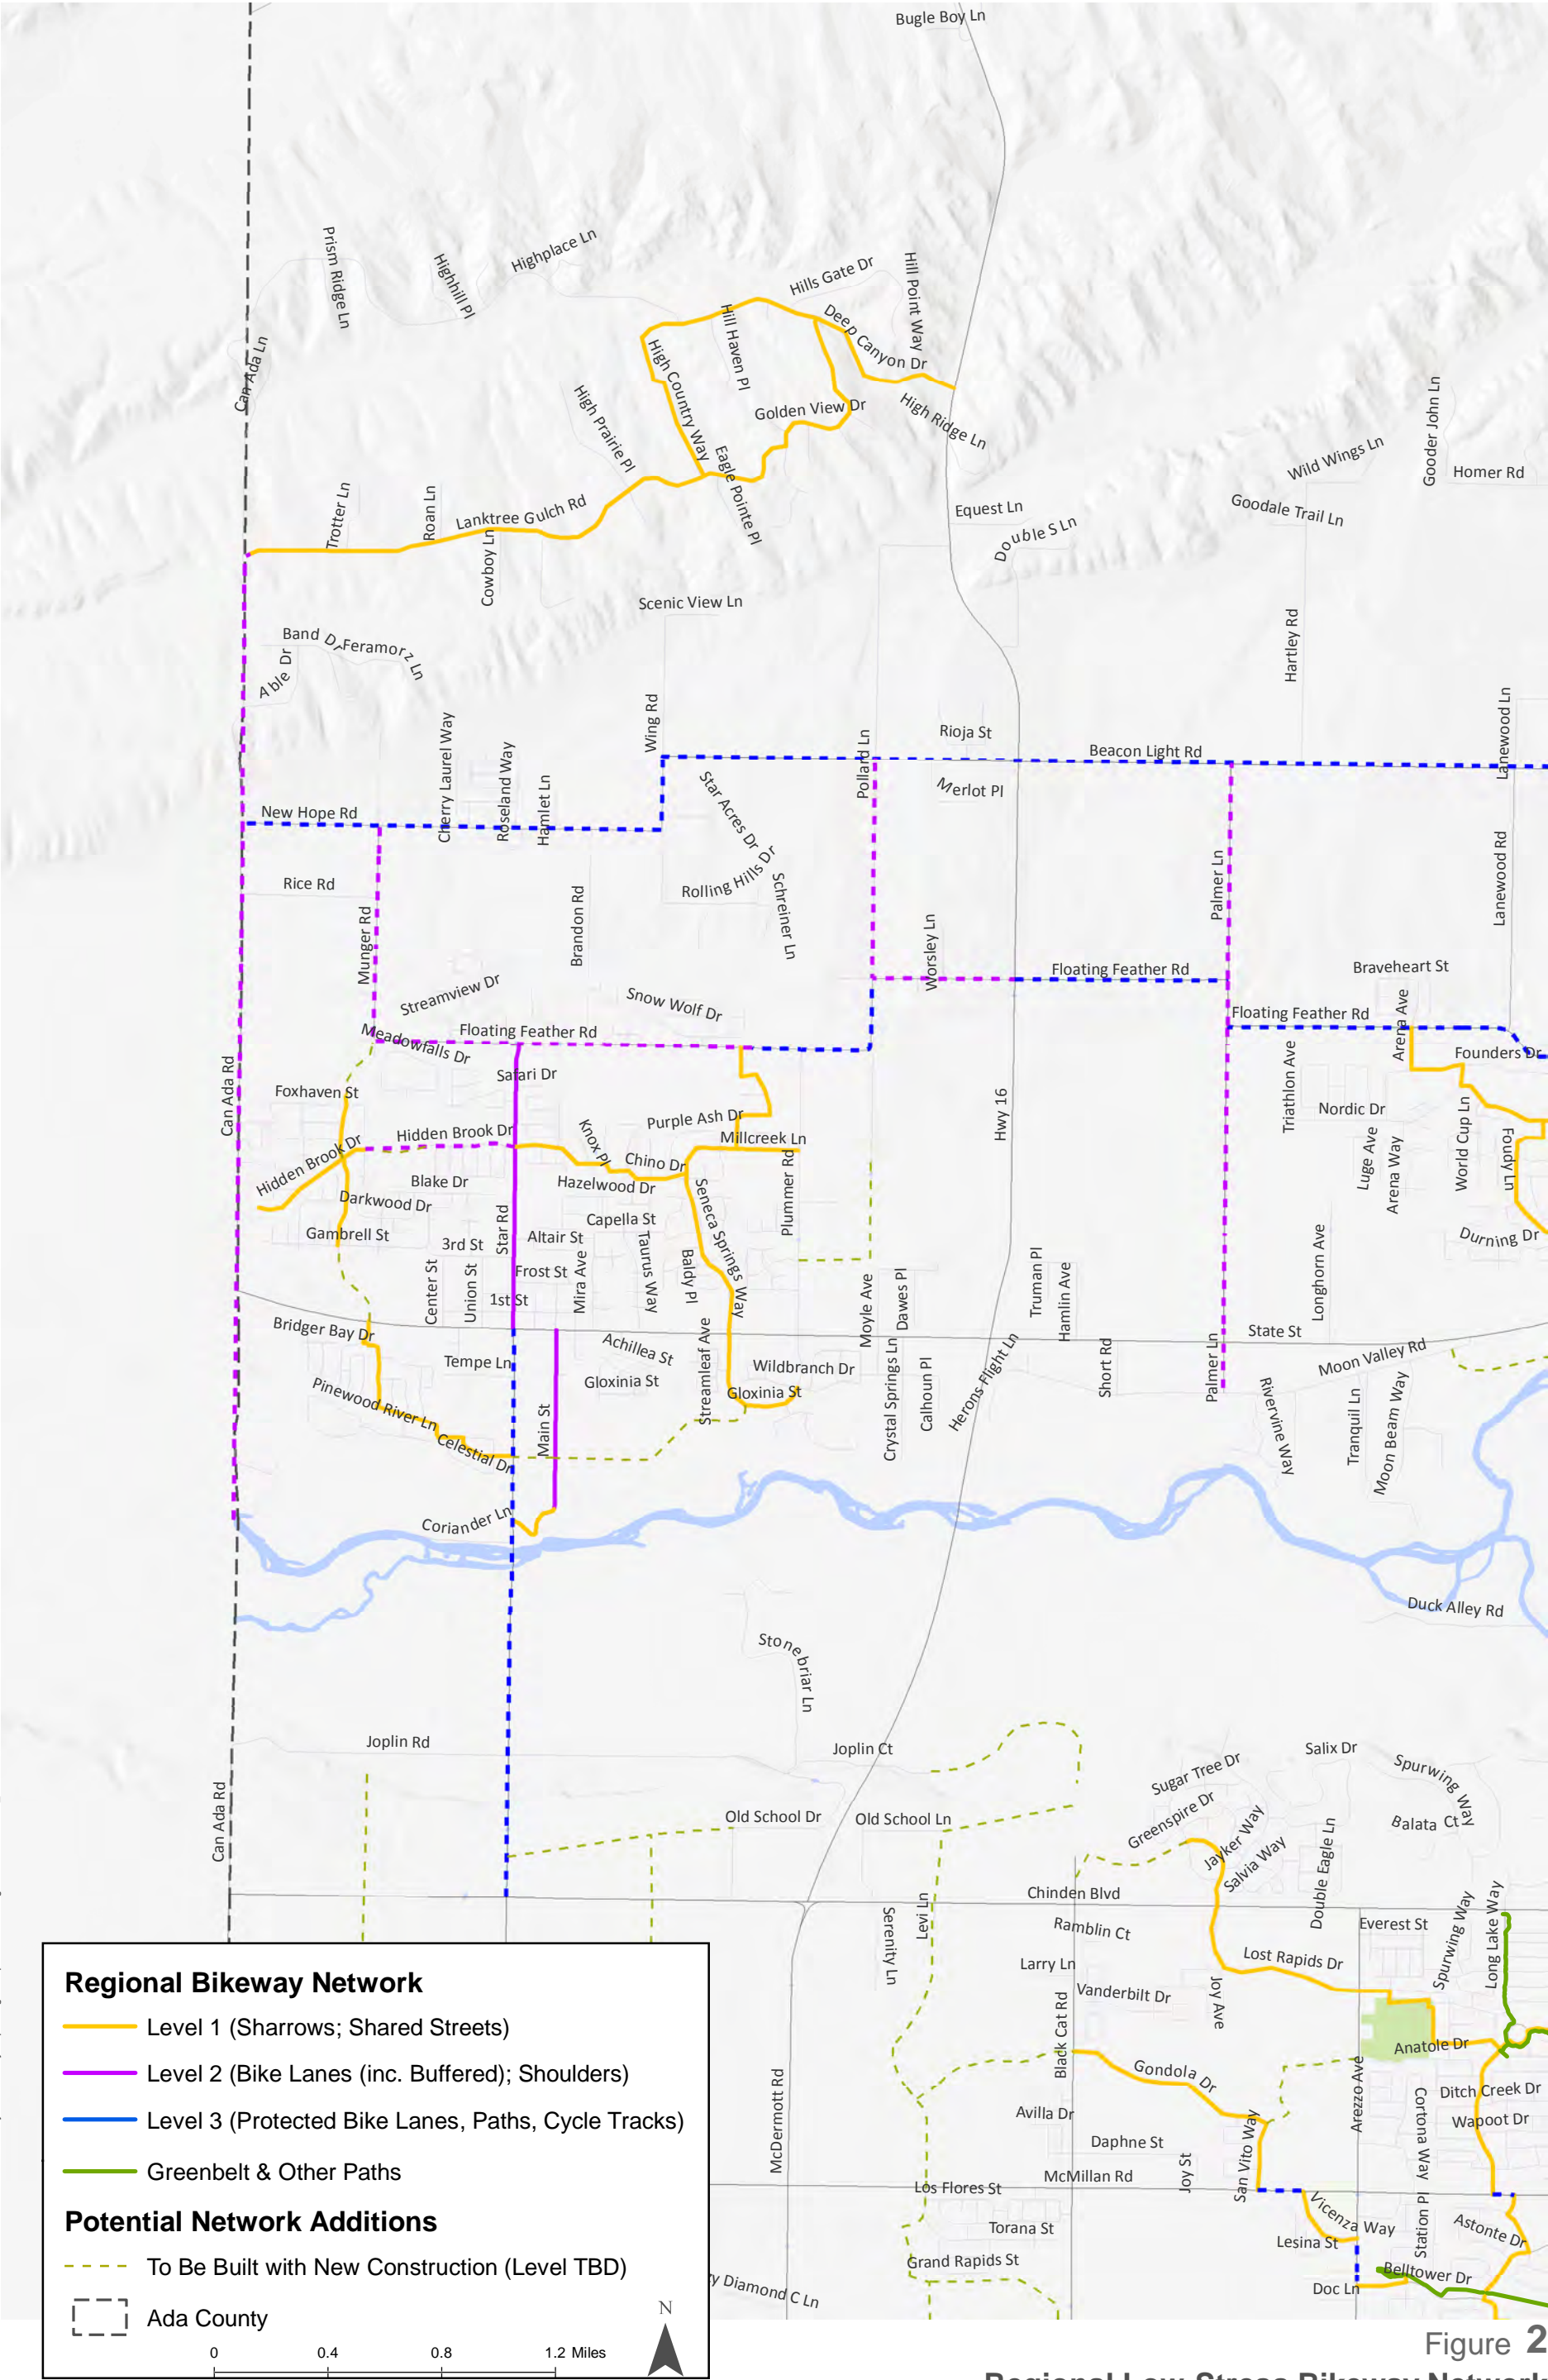 Bugle Boy Ln
Prism Ridge Ln
Highhill Pl
Highplace Ln
Hills Gate Dr
Hill Point Way
Can Ada Ln
Hill Haven Pl
Deep Canyon Dr
High Country Way
High Prairie Pl
Golden View Dr
High Ridge Ln
Eagle Pointe Pl
Gooder John Ln
Wild Wings Ln
Homer Rd
Goodale Trail Ln
Trotter Ln
Roan Ln
Lanktree Gulch Rd
Cowboy Ln
Equest Ln
Double S Ln
Scenic View Ln
Band Dr
Feramorz Ln
Able Dr
Hartley Rd
Wing Rd
Rioja St
Pollard Ln
Beacon Light Rd
Lanewood Ln
Cherry Laurel Way
Roseland Way
Hamlet Ln
Star Acres Dr
Merlot Pl
New Hope Rd
Rice Rd
Rolling Hills Dr
Schreiner Ln
Palmer Ln
Lanewood Rd
Munger Rd
Brandon Rd
Worsley Ln
Floating Feather Rd
Braveheart St
Streamview Dr
Snow Wolf Dr
Floating Feather Rd
Meadowfalls Dr
Floating Feather Rd
Arena Ave
Founders Dr
Can Ada Rd
Safari Dr
Foxhaven St
Hwy 16
Triathlon Ave
Nordic Dr
World Cup Ln
Foudy Ln
Luge Ave
Arena Way
Purple Ash Dr
Millcreek Ln
Hidden Brook Dr
Hidden Brook Dr
Knox Pl
Chino Dr
Blake Dr
Hazelwood Dr
Darkwood Dr
Seneca Springs Way
Plummer Rd
Gambrell St
Star Rd
Capella St
Altair St
3rd St
Taurus Way
Baldy Pl
Durning Dr
Longhorn Ave
Center St
Union St
Frost St
Mira Ave
1st St
Moyle Ave
Dawes Pl
Truman Pl
Hamlin Ave
Bridger Bay Dr
Achillea St
Streamleaf Ave
State St
Moon Valley Rd
Tempe Ln
Gloxinia St
Wildbranch Dr
Gloxinia St
Crystal Springs Ln
Calhoun Pl
Herons Flight Ln
Short Rd
Palmer Ln
Rivervine Way
Tranquil Ln
Moon Beam Way
Pinewood River Ln
Main St
Celestial Dr
Coriander Ln
Duck Alley Rd
Stonebriar Ln
Joplin Rd
Joplin Ct
Salix Dr
Sugar Tree Dr
Spurwing Way
Can Ada Rd
Old School Dr
Old School Ln
Greenspire Dr
Jayker Way
Salvia Way
Double Eagle Ln
Balata Ct
Chinden Blvd
Serenity Ln
Levi Ln
Ramblin Ct
Everest St
Spurwing Way
Long Lake Way
Larry Ln
Vanderbilt Dr
Lost Rapids Dr
Joy Ave
Black Cat Rd
Anatole Dr
Gondola Dr
McDermott Rd
Arezzo Ave
Cortona Way
Ditch Creek Dr
Wapoot Dr
Avilla Dr
Daphne St
San Vito Way
McMillan Rd
Joy St
Los Flores St
Vicenza Way
Station Pl
Astonte Dr
Torana St
Lesina St
Grand Rapids St
Belltower Dr
Doc Ln
ry Diamond C Ln
Regional Bikeway Network
Level 1 (Sharrows; Shared Streets)
Level 2 (Bike Lanes (inc. Buffered); Shoulders)
Level 3 (Protected Bike Lanes, Paths, Cycle Tracks)
Greenbelt & Other Paths
Potential Network Additions
To Be Built with New Construction (Level TBD)
Ada County
N
0 0.4 0.8 1.2 Miles
Figure 2
Regional Low-Stress Bikeway Network